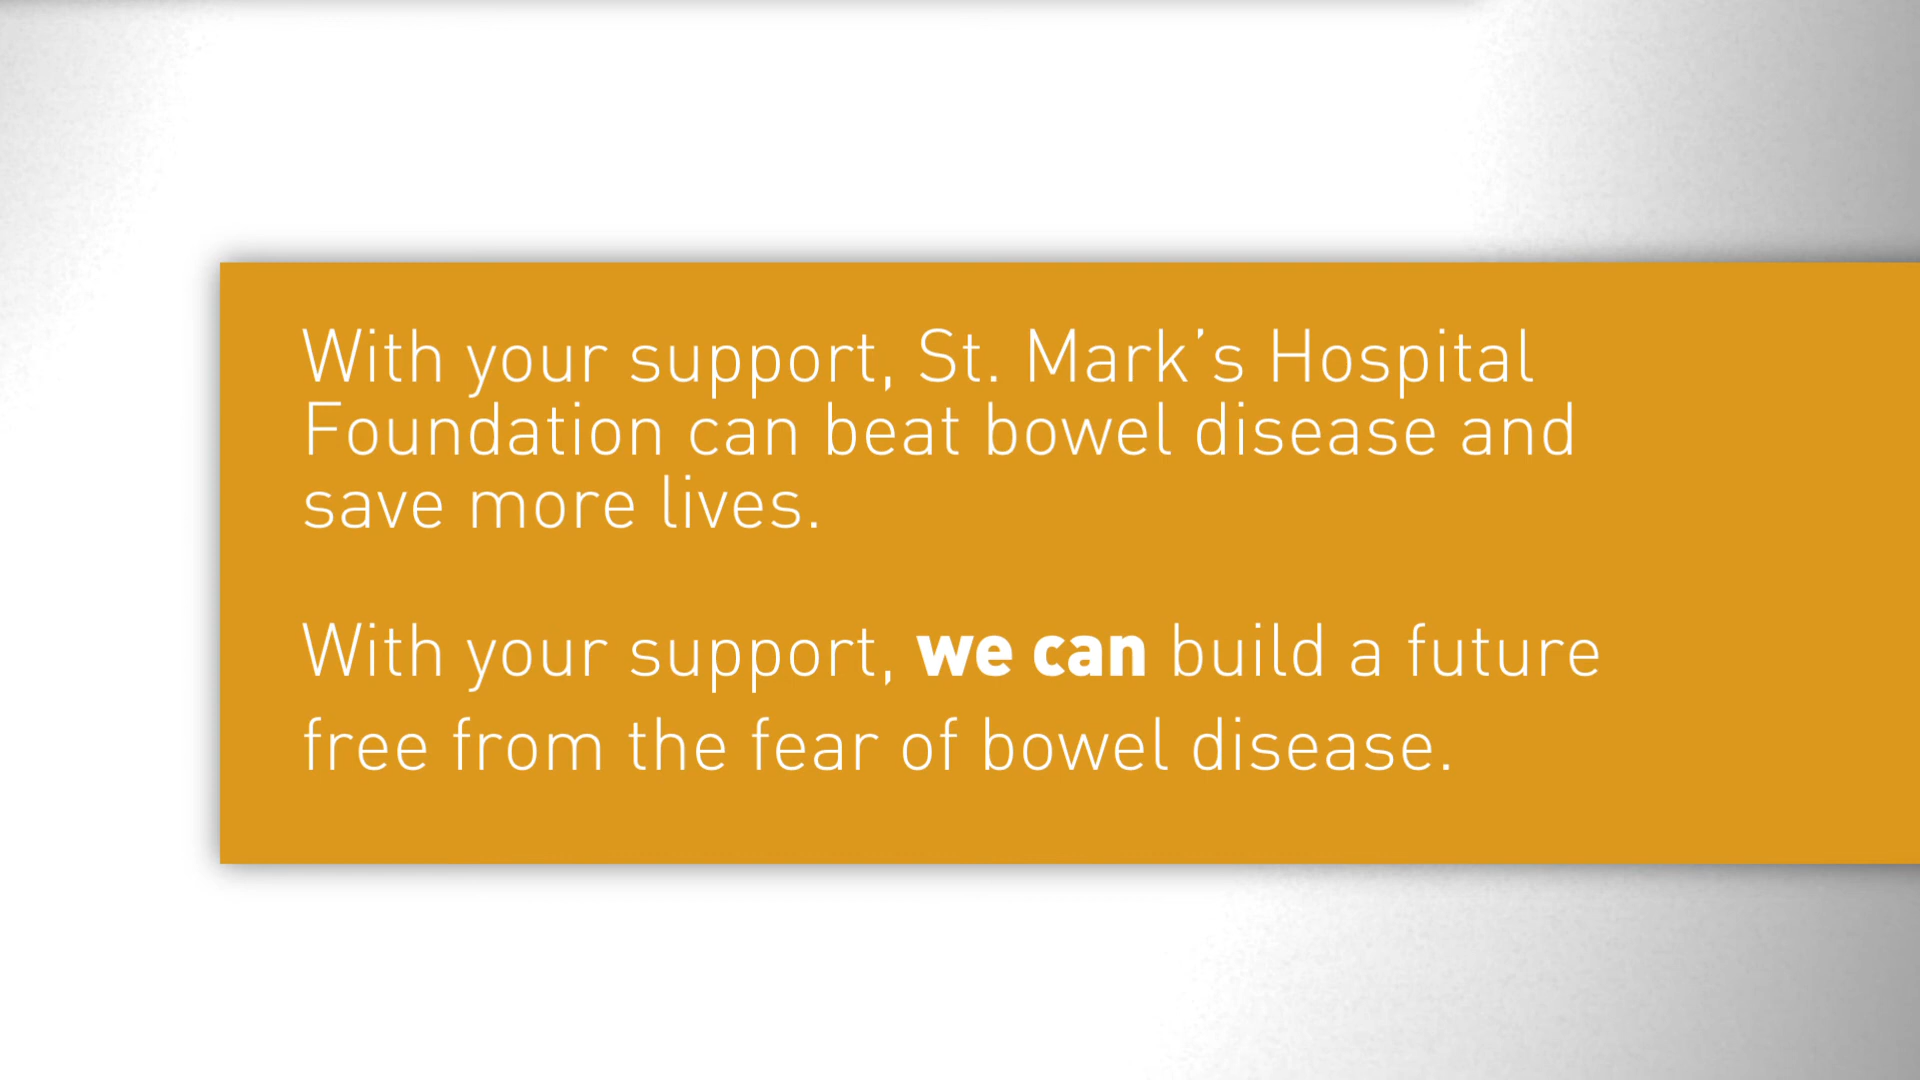 With your support, St. Mark’s Hospital
Foundation can beat bowel disease and
save more lives.
With your support, we can build a future
free from the fear of bowel disease.